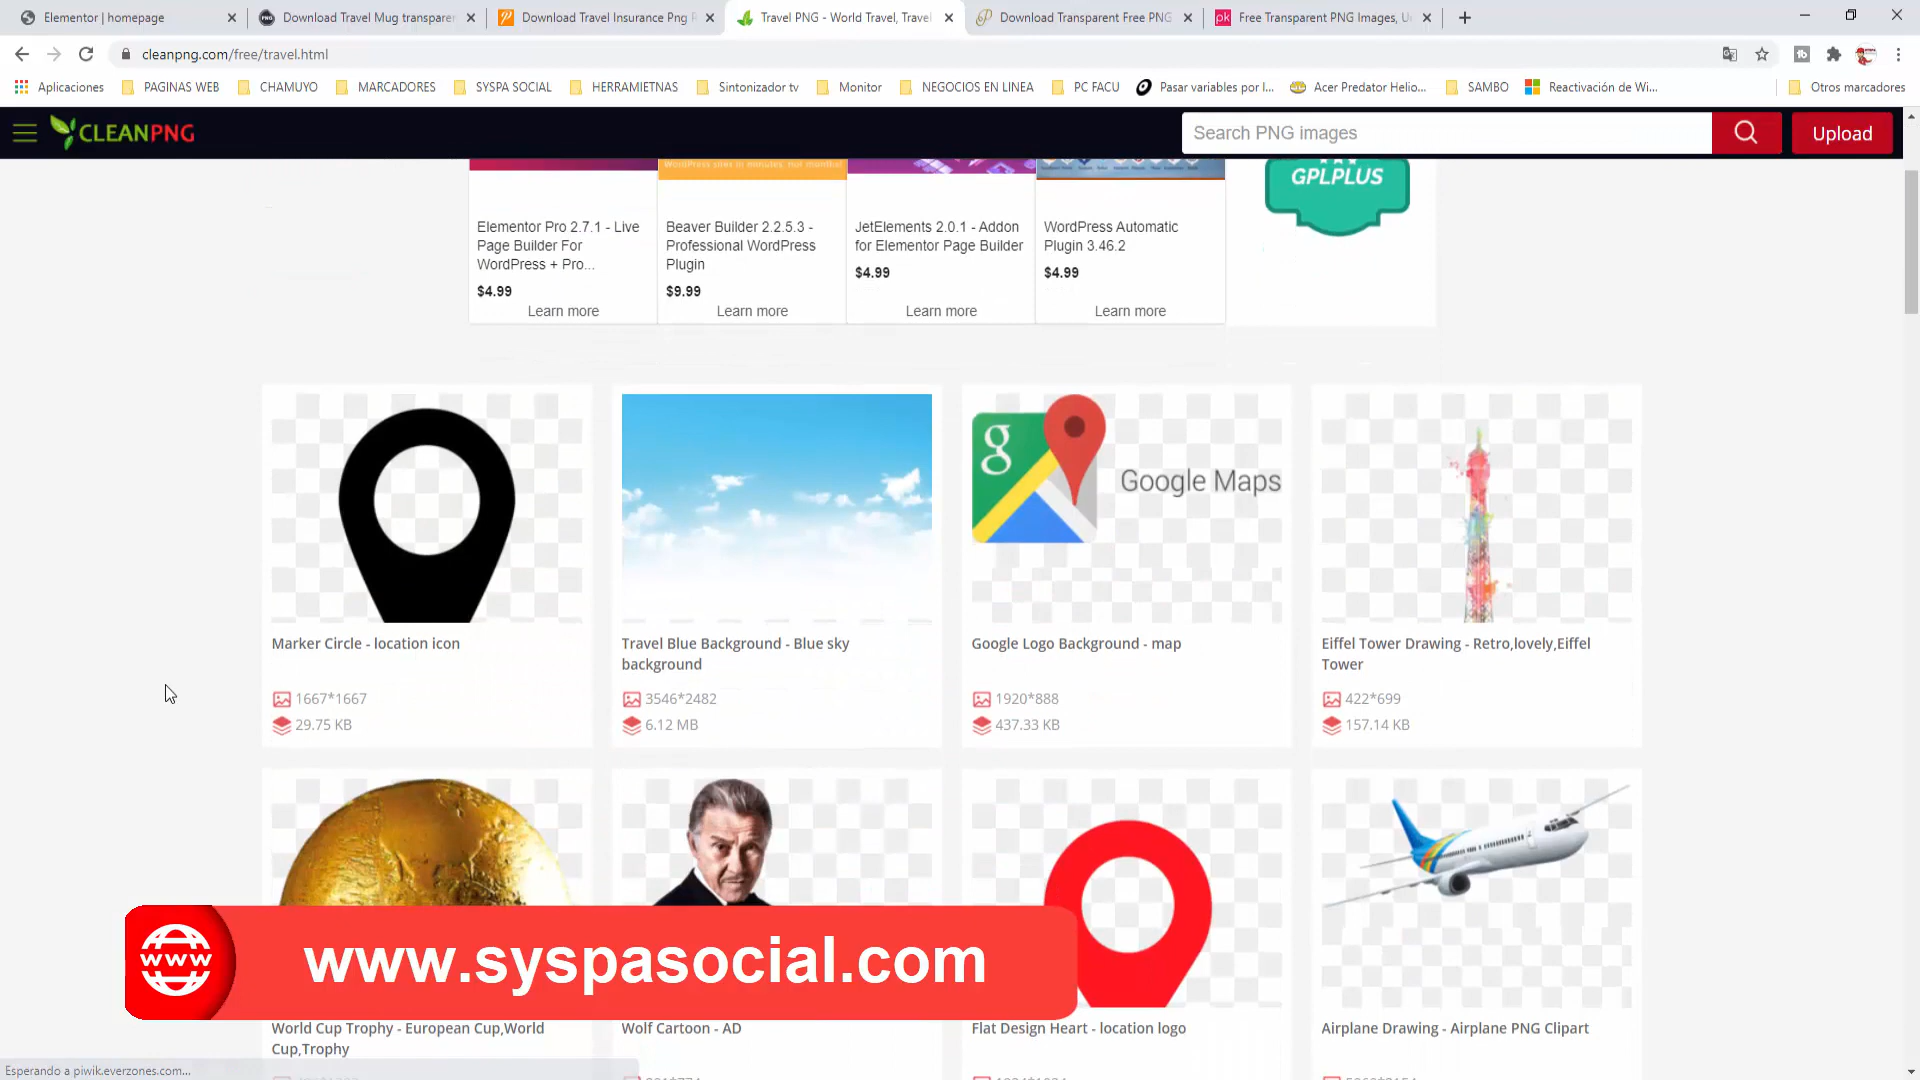 Elementor | homepage
Download Travel Mug transparen
Download Travel Insurance Png R
Travel PNG - World Travel, Trave
Download Transparent Free PNG
Free Transparent PNG Images, U
cleanpng.com/free/travel.html
Aplicaciones
PAGINAS WEB
CHAMUYO
MARCADORES
SYSPA SOCIAL
HERRAMIETNAS
Sintonizador tv
Monitor
NEGOCIOS EN LINEA
PC FACU
Pasar variables por l...
Acer Predator Helio...
SAMBO
Reactivación de Wi...
Otros marcadores
CLEANPNG
Search PNG images
Upload
WordPress sites in minutes, not months!
GPLPLUS
Elementor Pro 2.7.1 - Live
Page Builder For
WordPress + Pro...
$4.99
Learn more
Beaver Builder 2.2.5.3 -
Professional WordPress
Plugin
$9.99
Learn more
JetElements 2.0.1 - Addon
for Elementor Page Builder
$4.99
Learn more
WordPress Automatic
Plugin 3.46.2
$4.99
Learn more
g
Google Maps
Marker Circle - location icon
1667*1667
29.75 KB
Travel Blue Background - Blue sky
background
3546*2482
6.12 MB
Google Logo Background - map
1920*888
437.33 KB
Eiffel Tower Drawing - Retro,lovely,Eiffel
Tower
422*699
157.14 KB
www
www.syspasocial.com
World Cup Trophy - European Cup,World
Cup,Trophy
Wolf Cartoon - AD
Flat Design Heart - location logo
Airplane Drawing - Airplane PNG Clipart
Esperando a piwik.everzones.com...